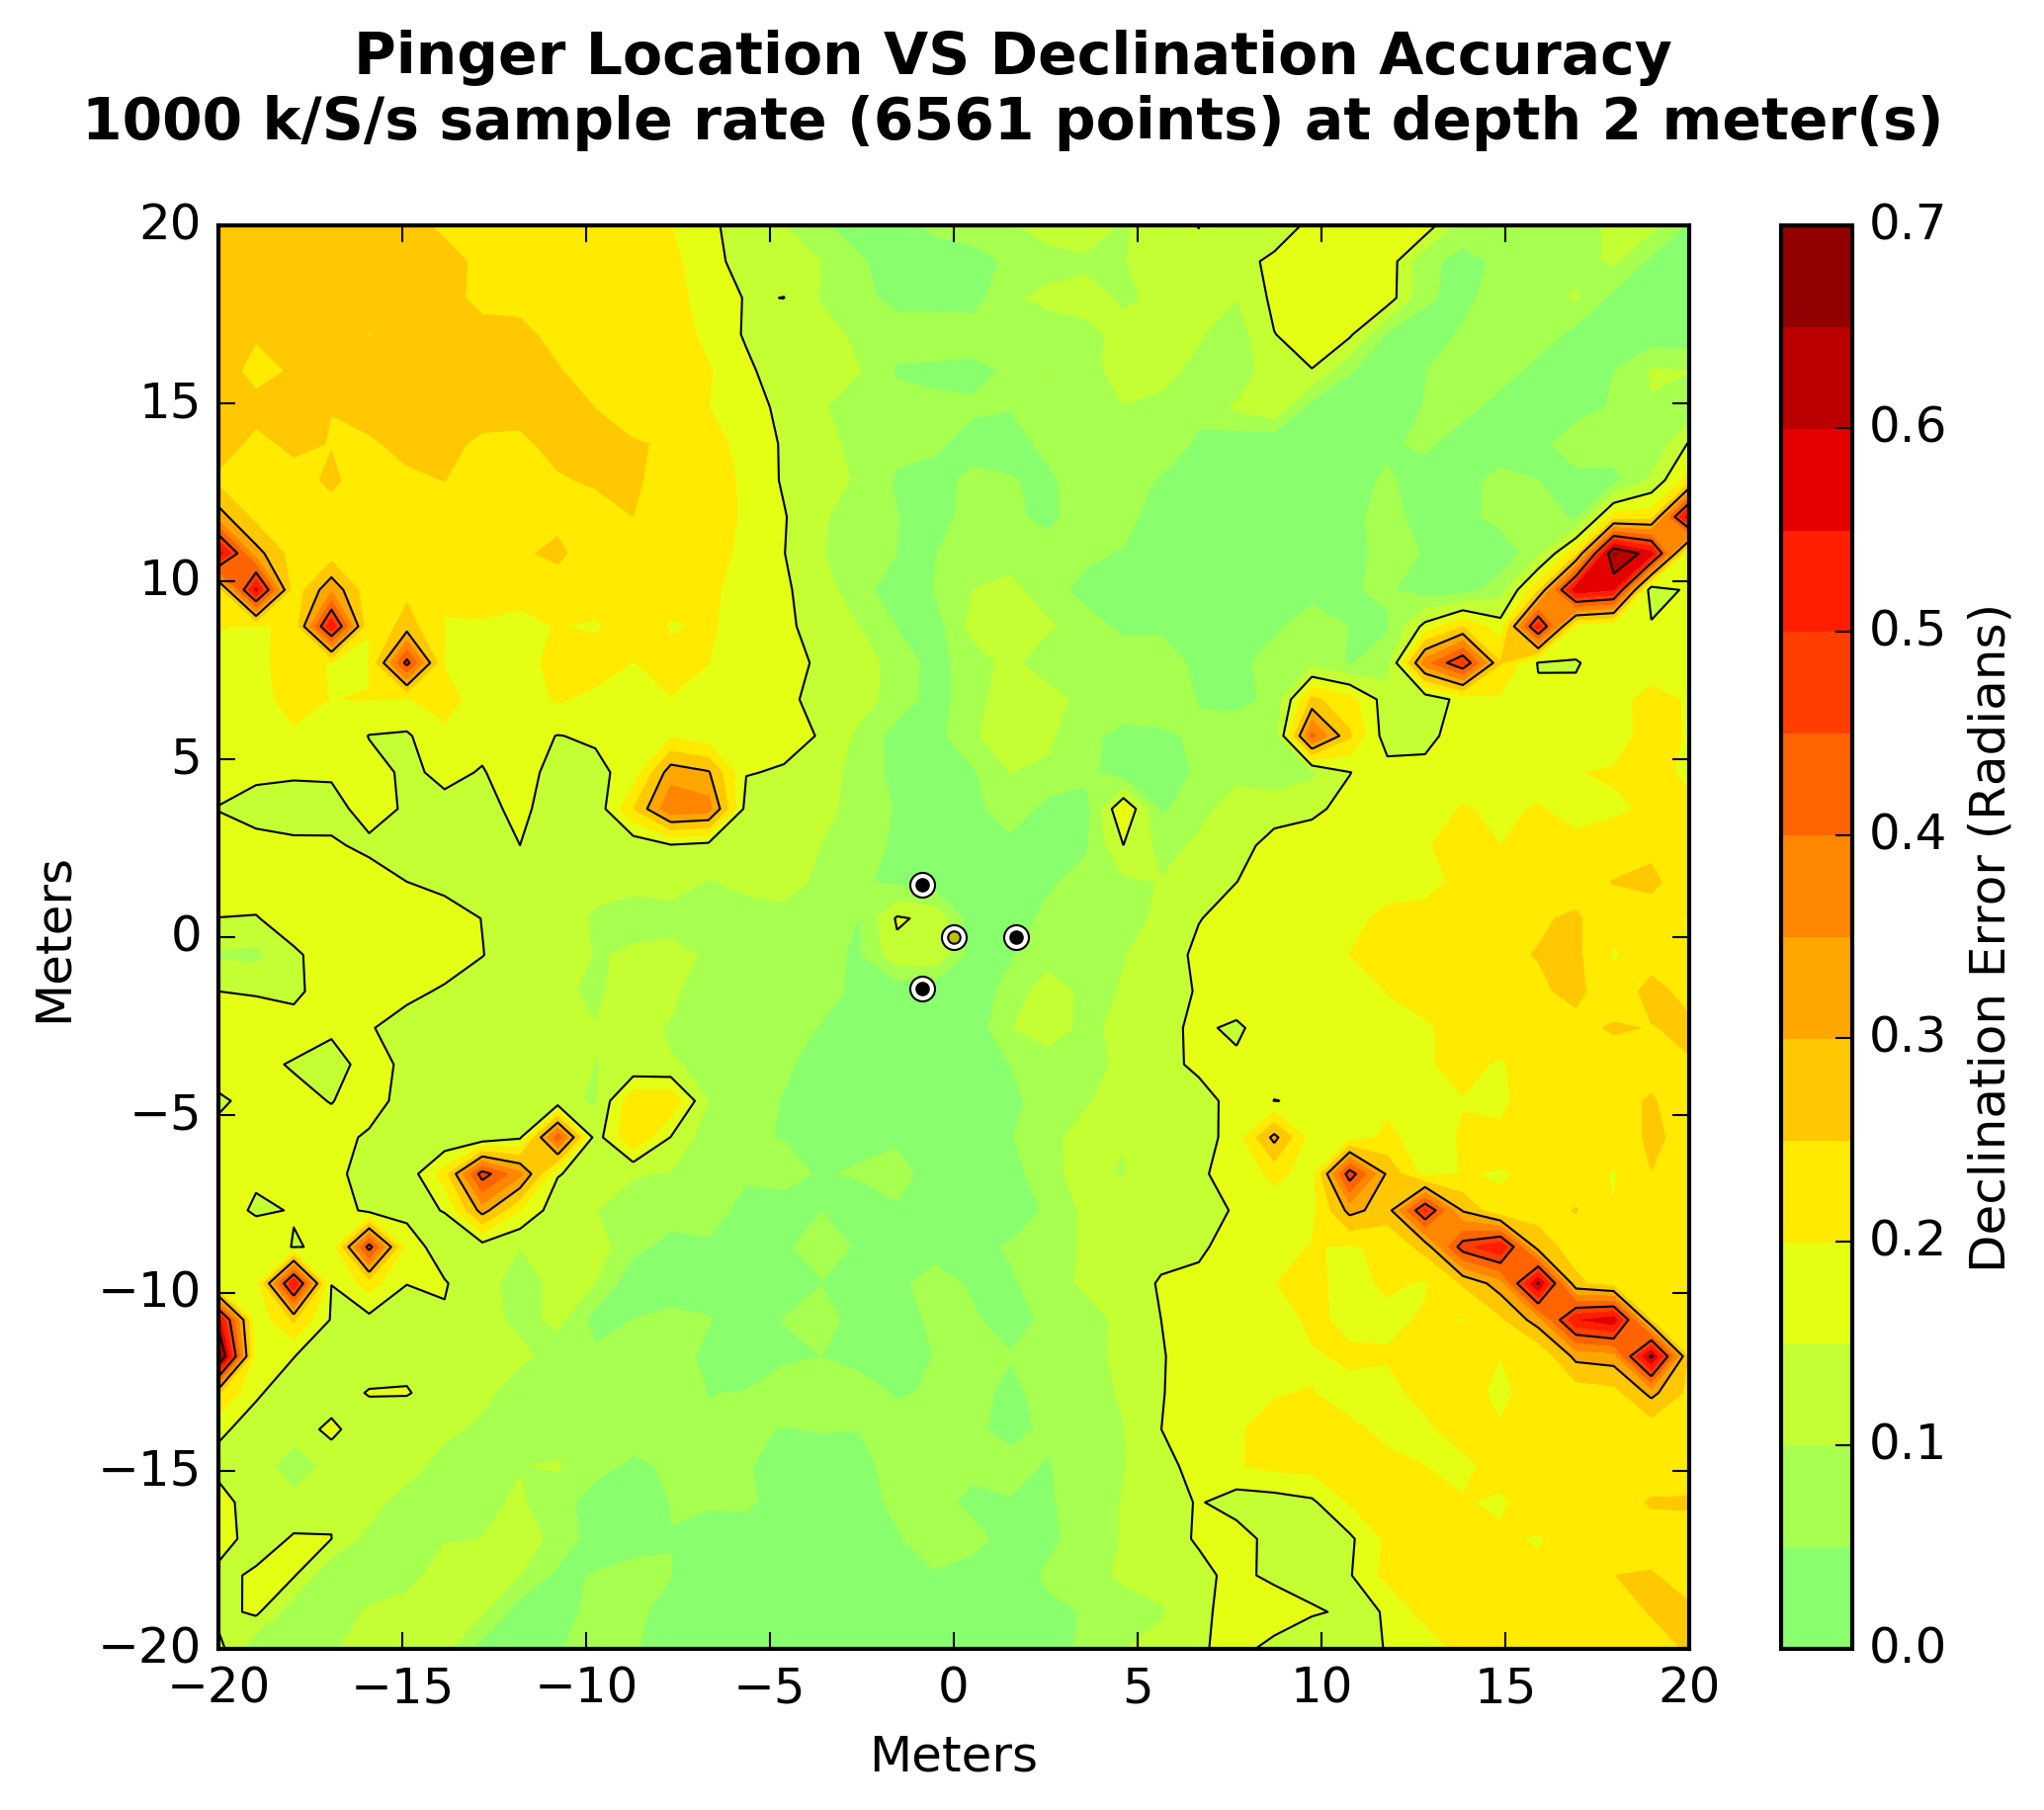 Pinger Location VS Declination Accuracy
1000 k/S/s sample rate (6561 points) at depth 2 meter(s)
20
15
10
5
0
−5
−10
−15
−20
Meters
−20 −15 −10 −5 0 5 10 15 20
Meters
0.7
0.6
0.5
0.4
0.3
0.2
0.1
0.0
Declination Error (Radians)